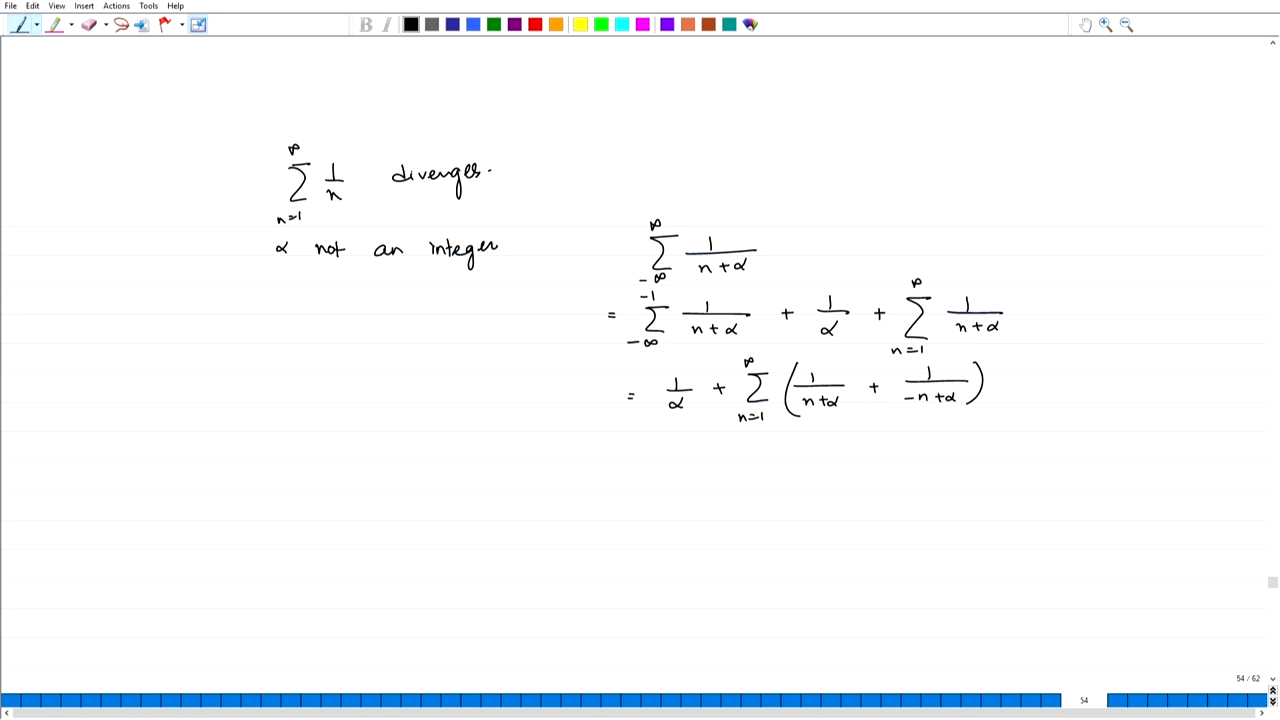 File Edit View Insert Actions Tools Help
B I
∑_{n=1}^{∞} 1/n diverges.
α not an integer
∑_{-∞}^{∞} 1/(n+α)
= ∑_{-∞}^{-1} 1/(n+α) + 1/α + ∑_{n=1}^{∞} 1/(n+α)
= 1/α + ∑_{n=1}^{∞} (1/(n+α) + 1/(-n+α))
54 / 62
54